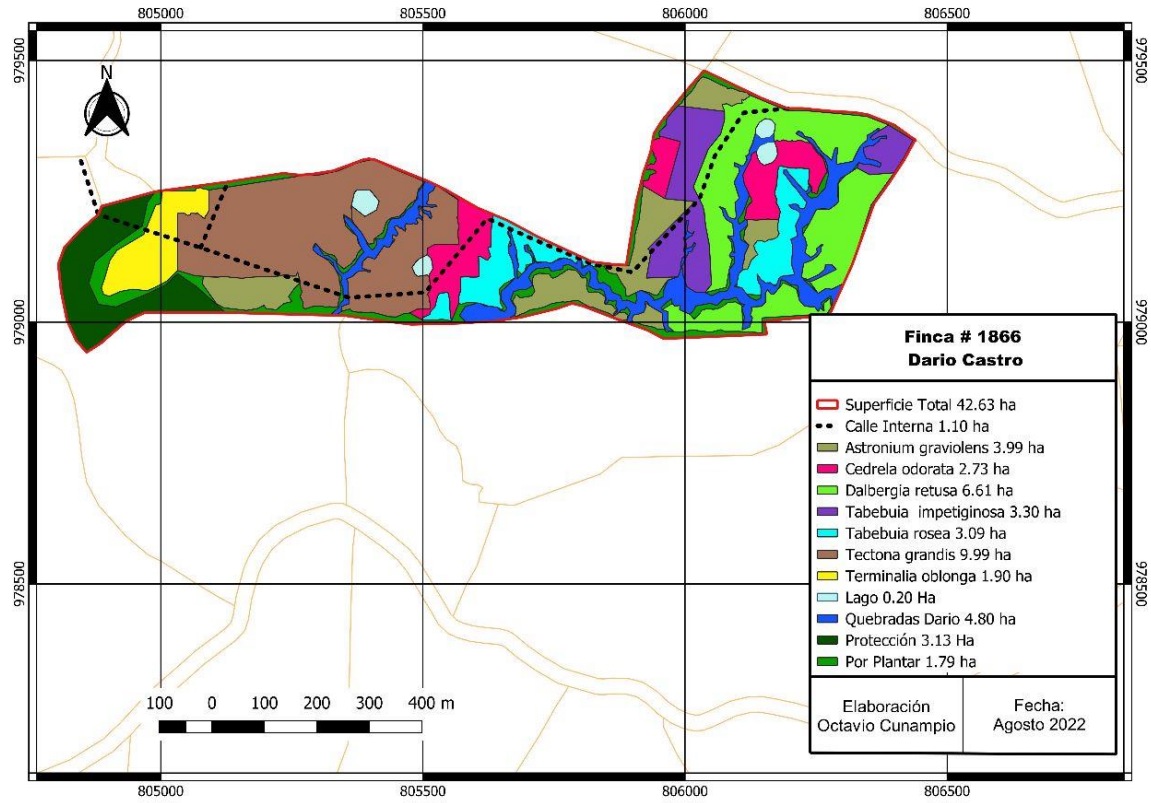 805000 805500 806000 806500
979500 979500
N
979000 979000
978500 978500
Finca # 1866
Dario Castro
Superficie Total 42.63 ha
Calle Interna 1.10 ha
Astronium graviolens 3.99 ha
Cedrela odorata 2.73 ha
Dalbergia retusa 6.61 ha
Tabebuia impetiginosa 3.30 ha
Tabebuia rosea 3.09 ha
Tectona grandis 9.99 ha
Terminalia oblonga 1.90 ha
Lago 0.20 Ha
Quebradas Dario 4.80 ha
Protección 3.13 Ha
Por Plantar 1.79 ha
Elaboración
Octavio Cunampio
Fecha:
Agosto 2022
100 0 100 200 300 400 m
805000 805500 806000 806500